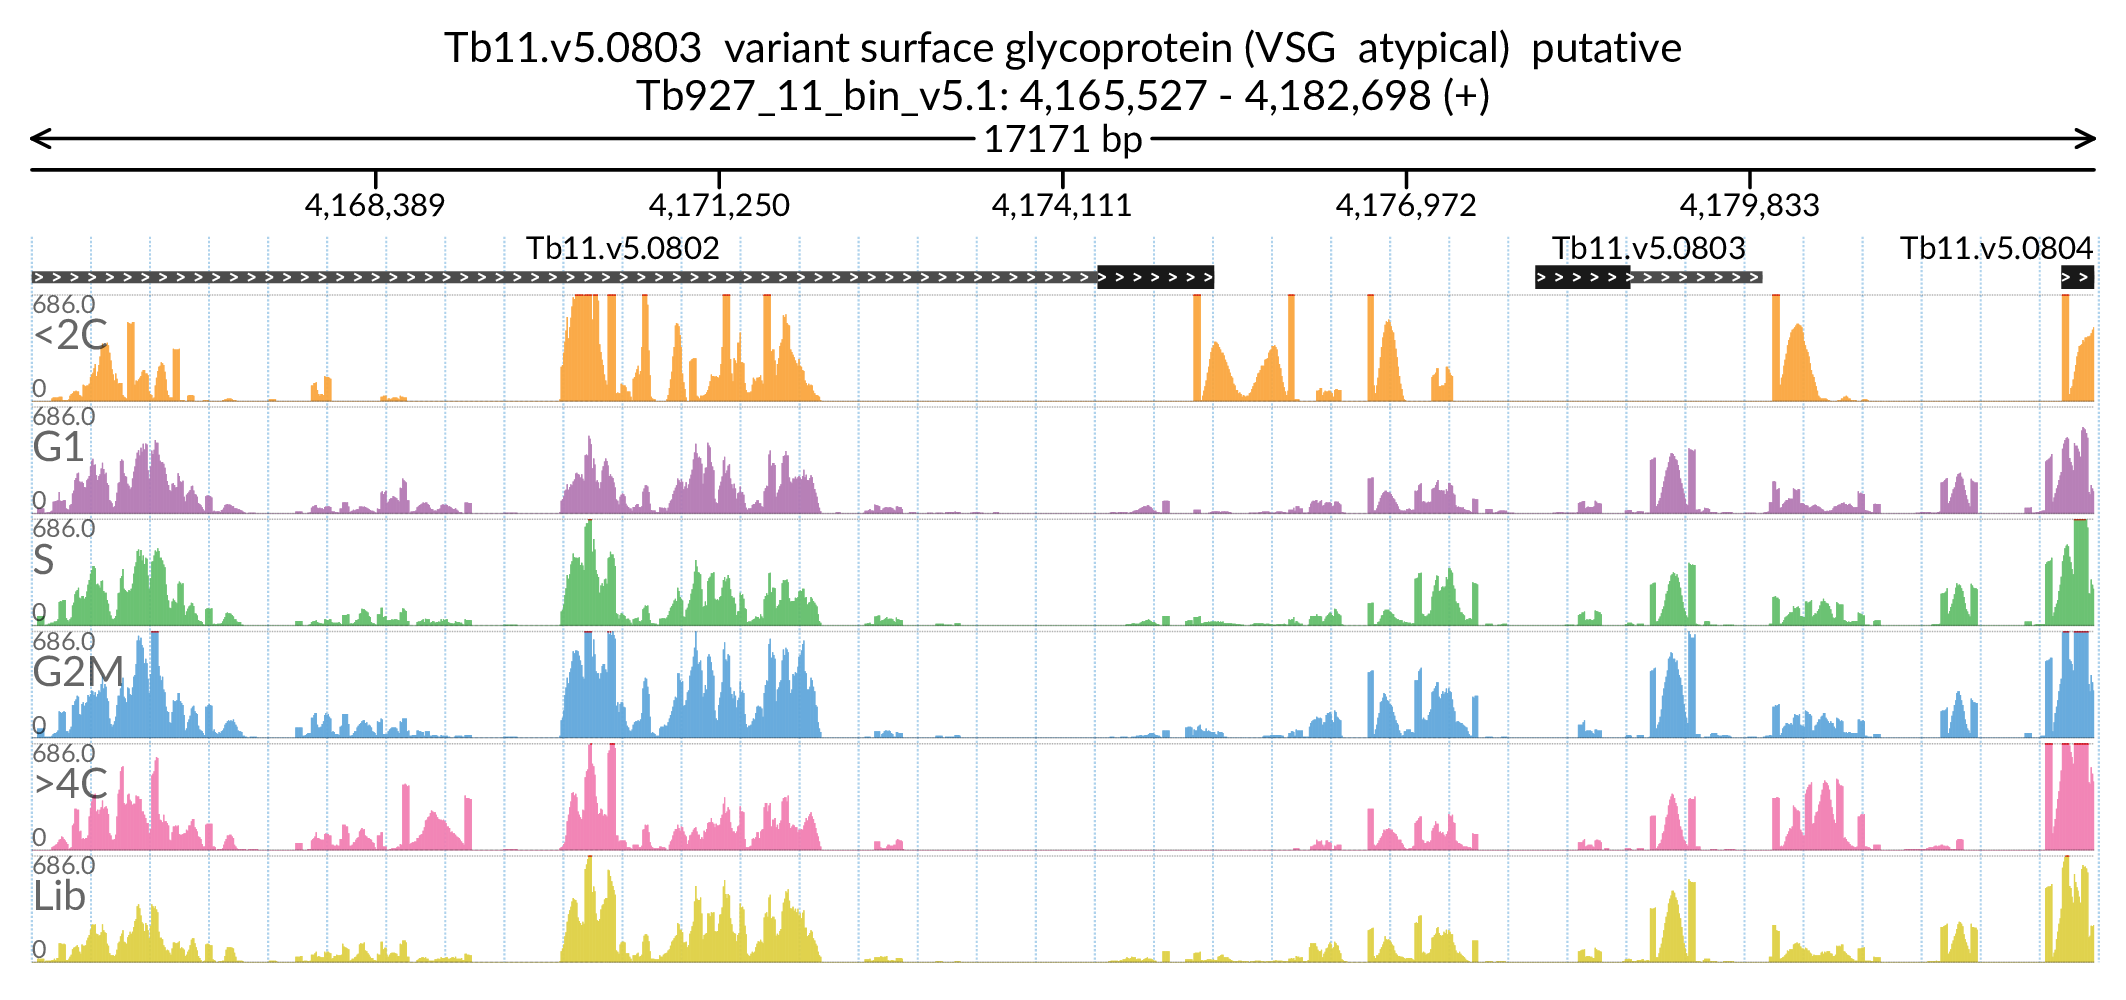 Tb11.v5.0803 variant surface glycoprotein (VSG atypical) putative
Tb927_11_bin_v5.1: 4,165,527 - 4,182,698 (+)
17171 bp
4,168,389 4,171,250 4,174,111 4,176,972 4,179,833
Tb11.v5.0802 Tb11.v5.0803 Tb11.v5.0804
686.0
<2C
0
686.0
G1
0
686.0
S
0
686.0
G2M
0
686.0
>4C
0
686.0
Lib
0